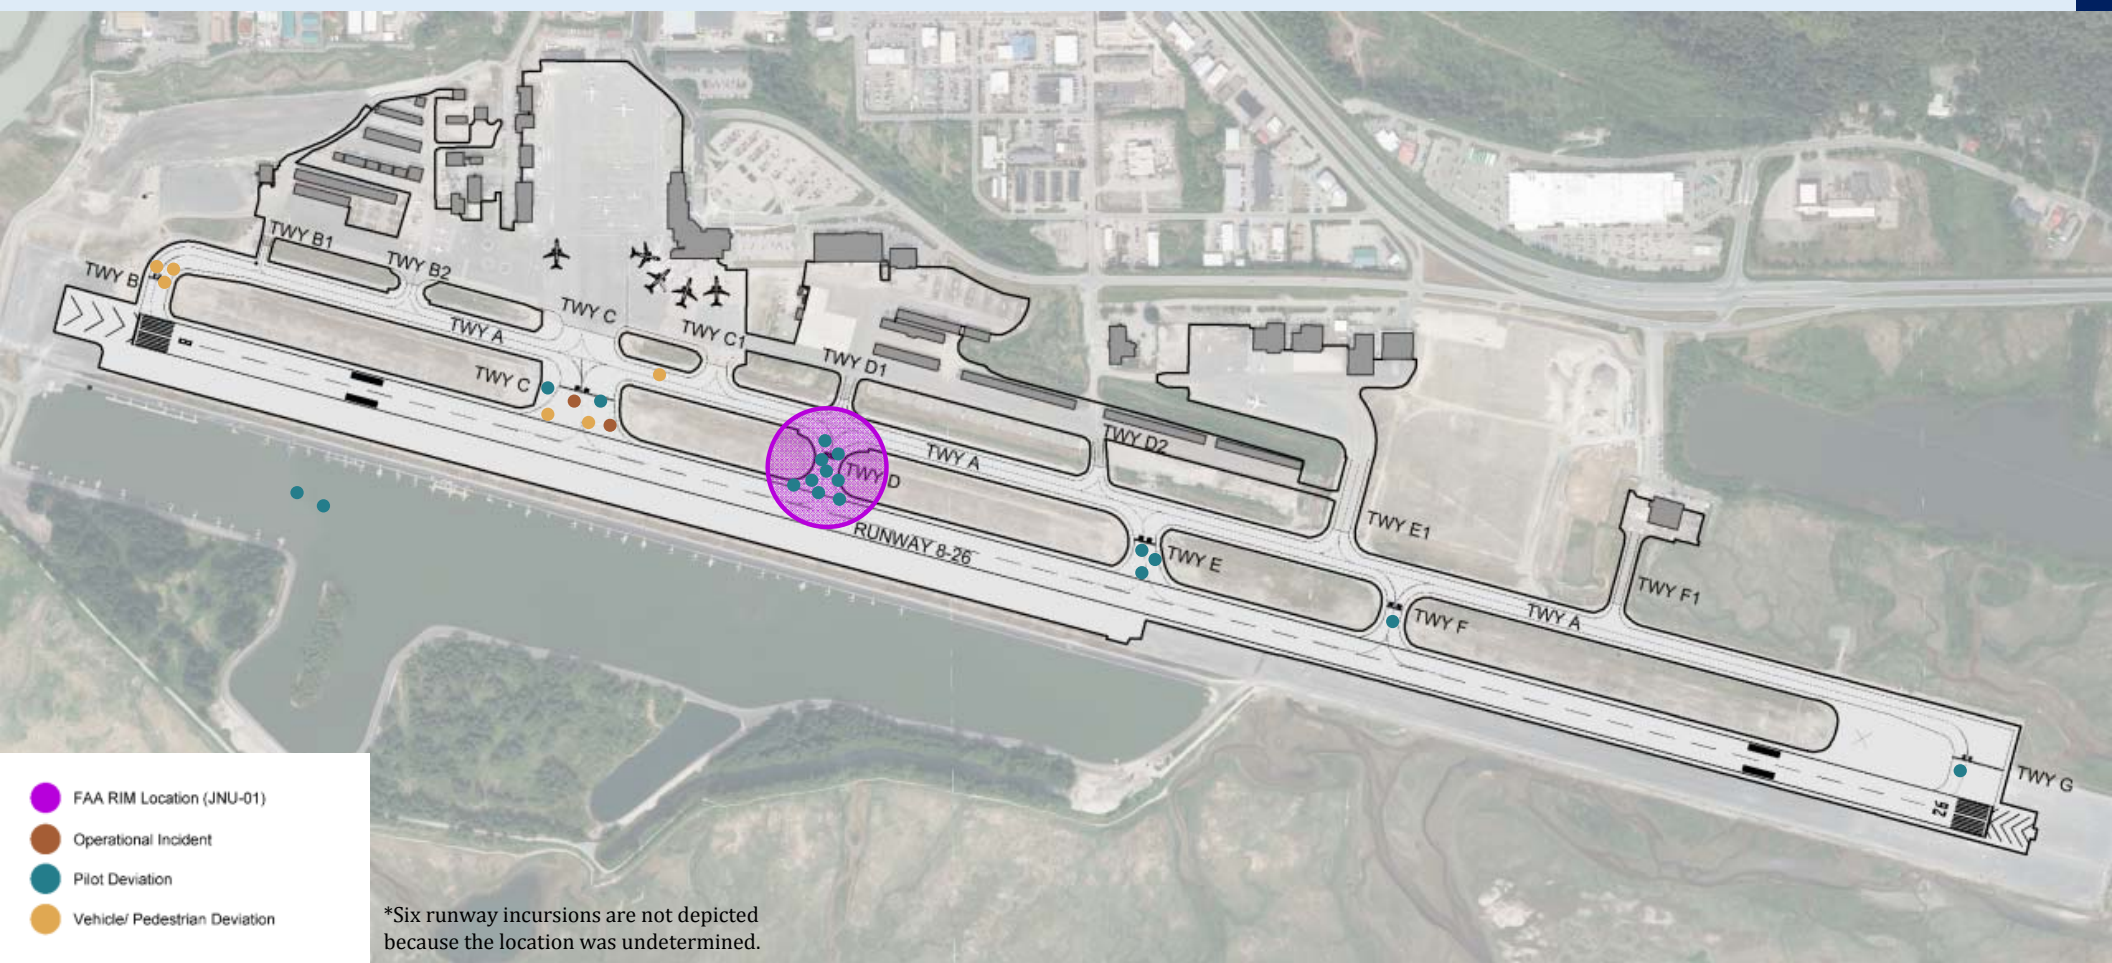 TWY B1
TWY B2
TWY B
TWY C
TWY C1
TWY A
TWY D1
TWY C
TWY D2
TWY A
TWY D
RUNWAY 8-26
TWY E1
TWY E
TWY F1
TWY A
TWY F
TWY G
26
FAA RIM Location (JNU-01)
Operational Incident
Pilot Deviation
Vehicle/ Pedestrian Deviation
*Six runway incursions are not depicted
because the location was undetermined.